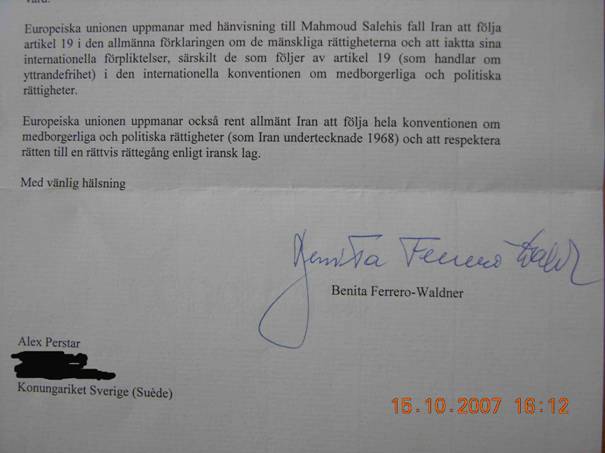 vård.
Europeiska unionen uppmanar med hänvisning till Mahmoud Salehis fall Iran att följa
artikel 19 i den allmänna förklaringen om de mänskliga rättigheterna och att iaktta sina
internationella förpliktelser, särskilt de som följer av artikel 19 (som handlar om
yttrandefrihet) i den internationella konventionen om medborgerliga och politiska
rättigheter.
Europeiska unionen uppmanar också rent allmänt Iran att följa hela konventionen om
medborgerliga och politiska rättigheter (som Iran undertecknade 1968) och att respektera
rätten till en rättvis rättegång enligt iransk lag.
Med vänlig hälsning
Benita Ferrero-Waldner
Benita Ferrero-Waldner
Alex Perstar
Konungariket Sverige (Suède)
15.10.2007 16:12